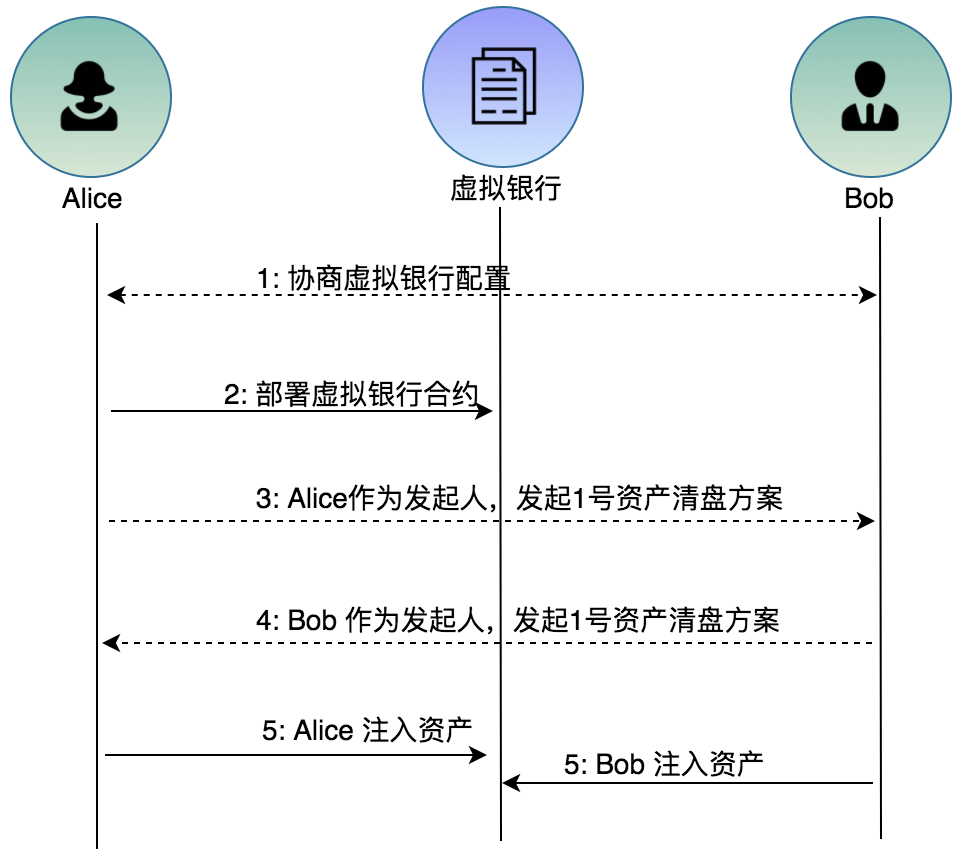 Alice
虚拟银行
Bob
1: 协商虚拟银行配置
2: 部署虚拟银行合约
3: Alice作为发起人，发起1号资产清盘方案
4: Bob 作为发起人，发起1号资产清盘方案
5: Alice 注入资产
5: Bob 注入资产